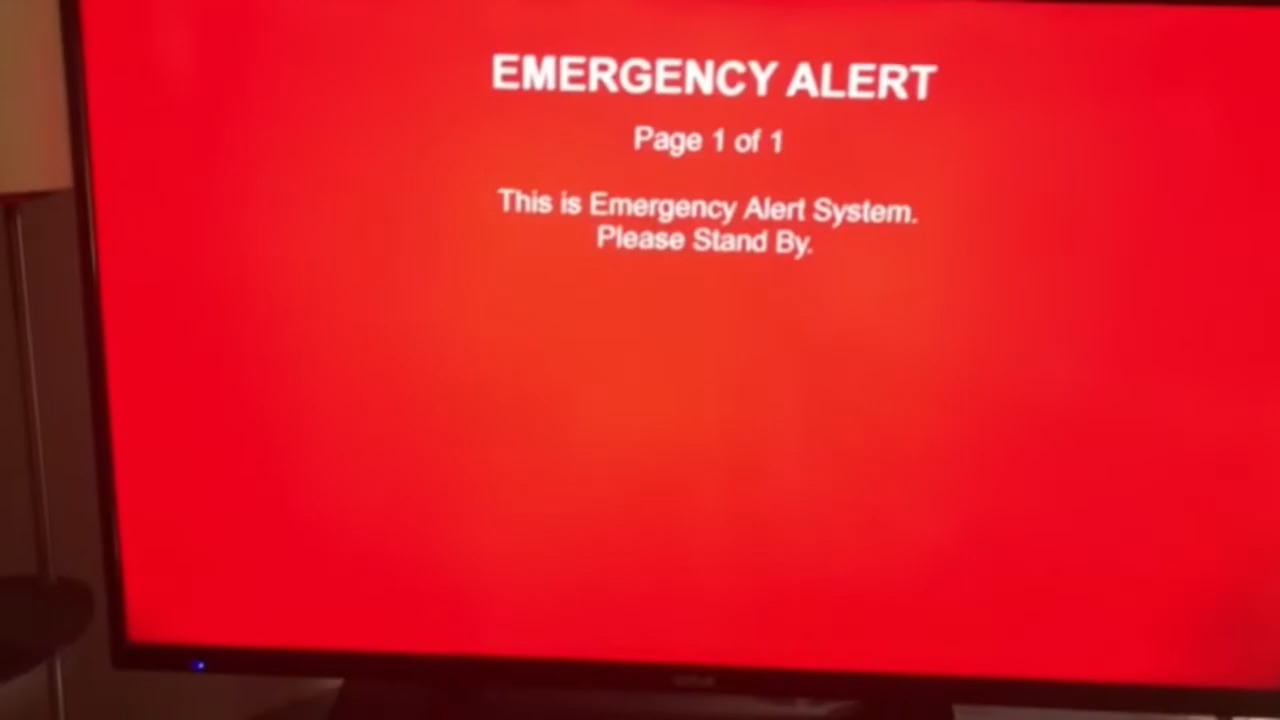 EMERGENCY ALERT
Page 1 of 1
This is Emergency Alert System.
Please Stand By.